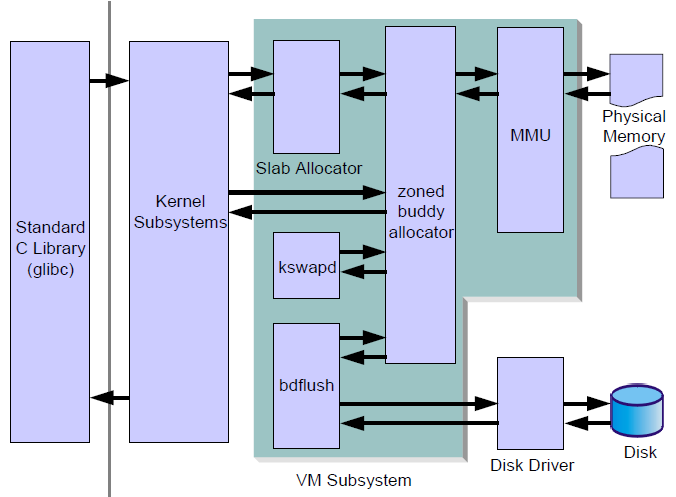 Standard
C Library
(glibc)
Kernel
Subsystems
Slab Allocator
kswapd
bdflush
zoned
buddy
allocator
MMU
Physical
Memory
Disk Driver
Disk
VM Subsystem